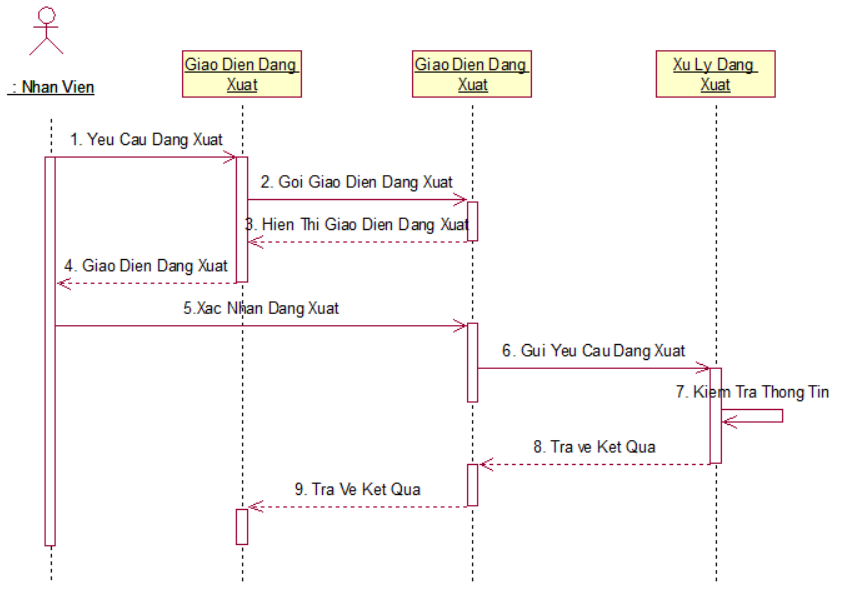 : Nhan Vien
Giao Dien Dang
Xuat
Giao Dien Dang
Xuat
Xu Ly Dang
Xuat
1. Yeu Cau Dang Xuat
2. Goi Giao Dien Dang Xuat
3. Hien Thi Giao Dien Dang Xuat
4. Giao Dien Dang Xuat
5.Xac Nhan Dang Xuat
6. Gui Yeu Cau Dang Xuat
7. Kiem Tra Thong Tin
8. Tra ve Ket Qua
9. Tra Ve Ket Qua